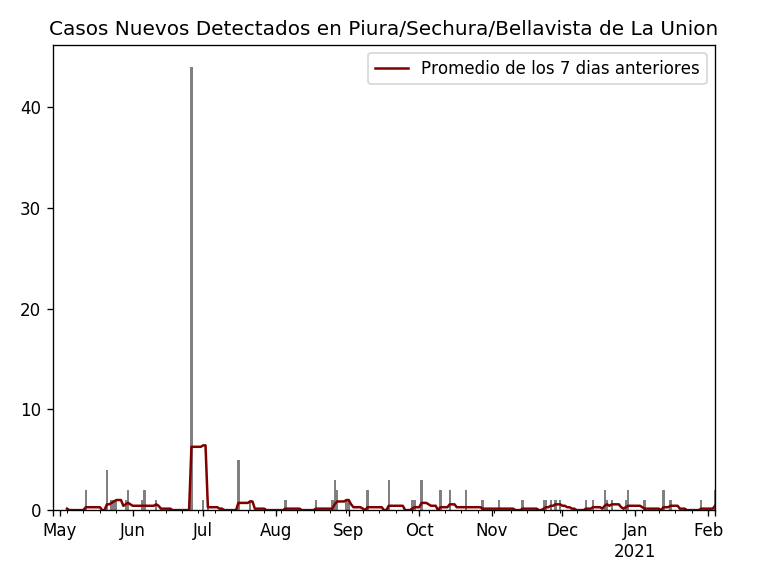 Casos Nuevos Detectados en Piura/Sechura/Bellavista de La Union
Promedio de los 7 dias anteriores
40
30
20
10
0
May Jun Jul Aug Sep Oct Nov Dec Jan Feb
2021